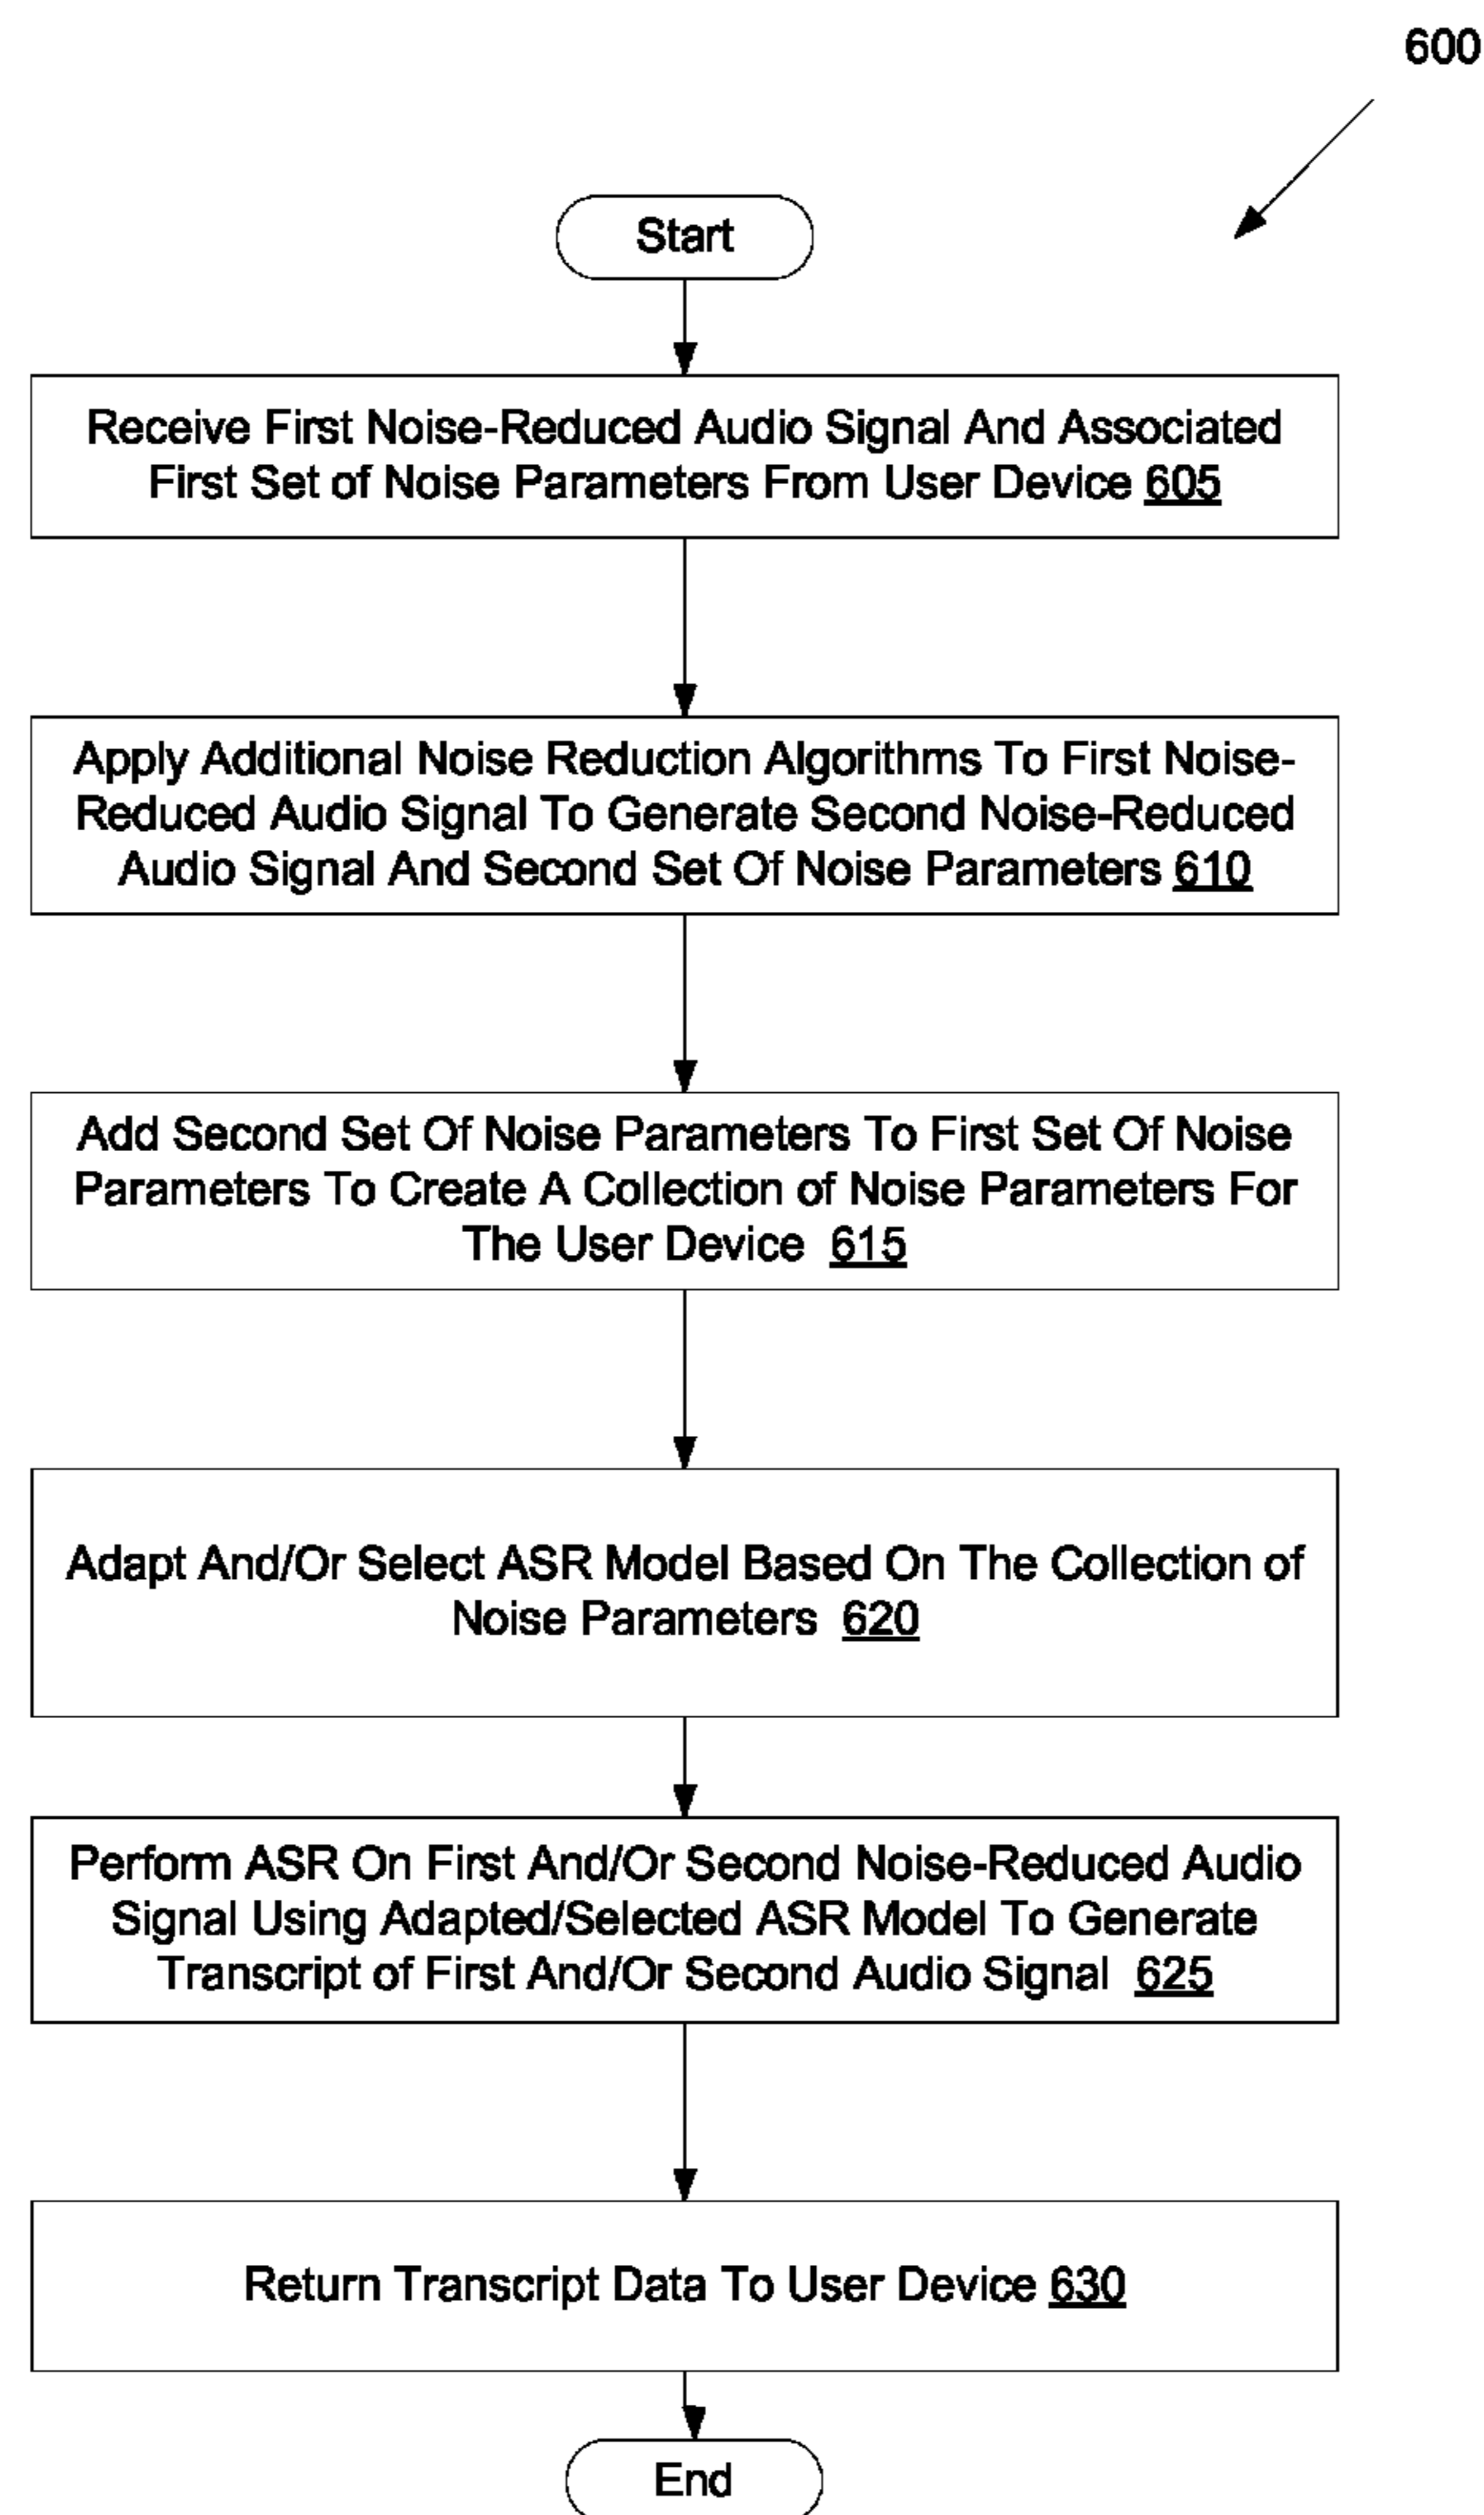 600
Start
Receive First Noise-Reduced Audio Signal And Associated
First Set of Noise Parameters From User Device 605
Apply Additional Noise Reduction Algorithms To First Noise-
Reduced Audio Signal To Generate Second Noise-Reduced
Audio Signal And Second Set Of Noise Parameters 610
Add Second Set Of Noise Parameters To First Set Of Noise
Parameters To Create A Collection of Noise Parameters For
The User Device 615
Adapt And/Or Select ASR Model Based On The Collection of
Noise Parameters 620
Perform ASR On First And/Or Second Noise-Reduced Audio
Signal Using Adapted/Selected ASR Model To Generate
Transcript of First And/Or Second Audio Signal 625
Return Transcript Data To User Device 630
End